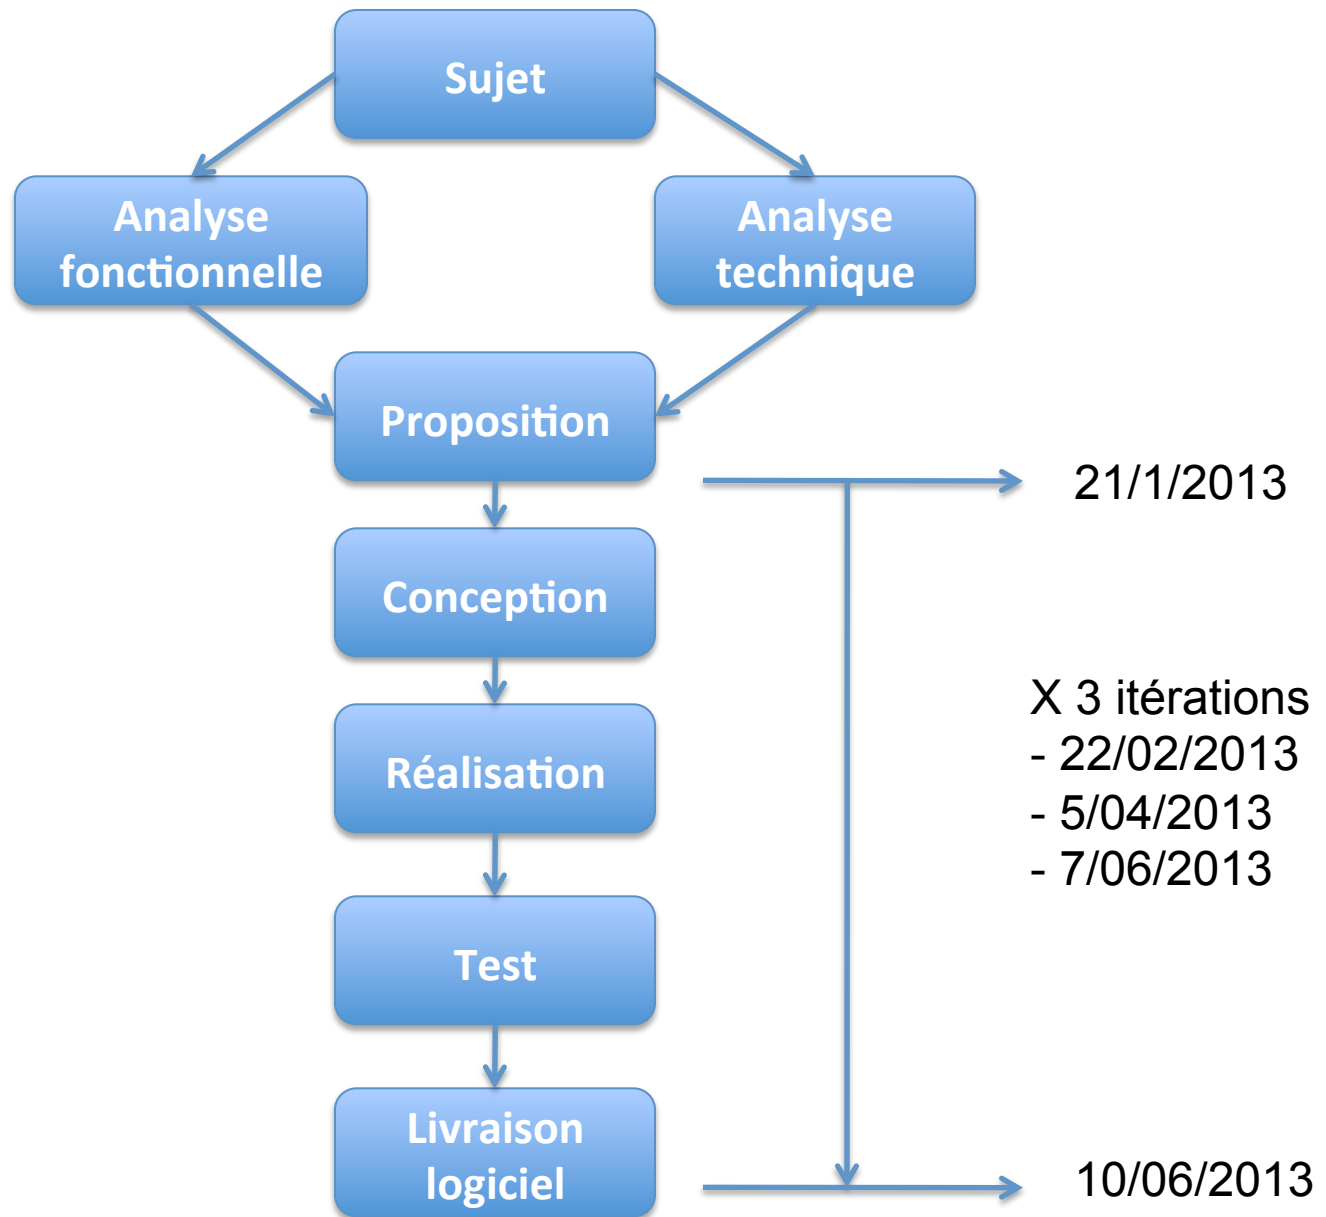 Sujet
Analyse
fonctionnelle
Analyse
technique
Proposition
21/1/2013
Conception
X 3 itérations
- 22/02/2013
- 5/04/2013
- 7/06/2013
Réalisation
Test
Livraison
logiciel
10/06/2013